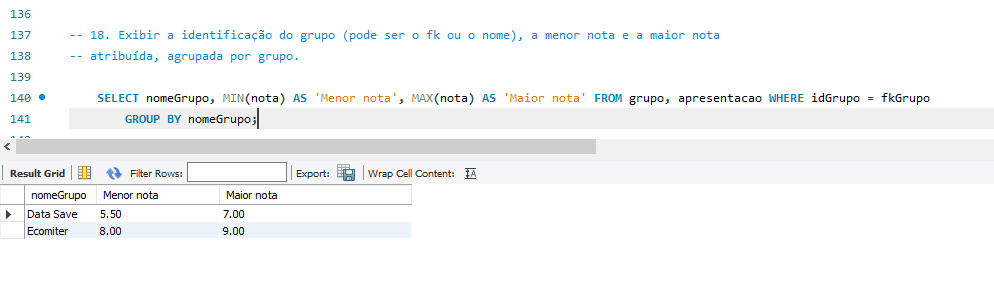 136
137 -- 18. Exibir a identificação do grupo (pode ser o fk ou o nome), a menor nota e a maior nota
138 -- atribuída, agrupada por grupo.
139
140 SELECT nomeGrupo, MIN(nota) AS 'Menor nota', MAX(nota) AS 'Maior nota' FROM grupo, apresentacao WHERE idGrupo = fkGrupo
141 GROUP BY nomeGrupo;
Result Grid Filter Rows: Export: Wrap Cell Content:
nomeGrupo Menor nota Maior nota
Data Save 5.50 7.00
Ecomiter 8.00 9.00